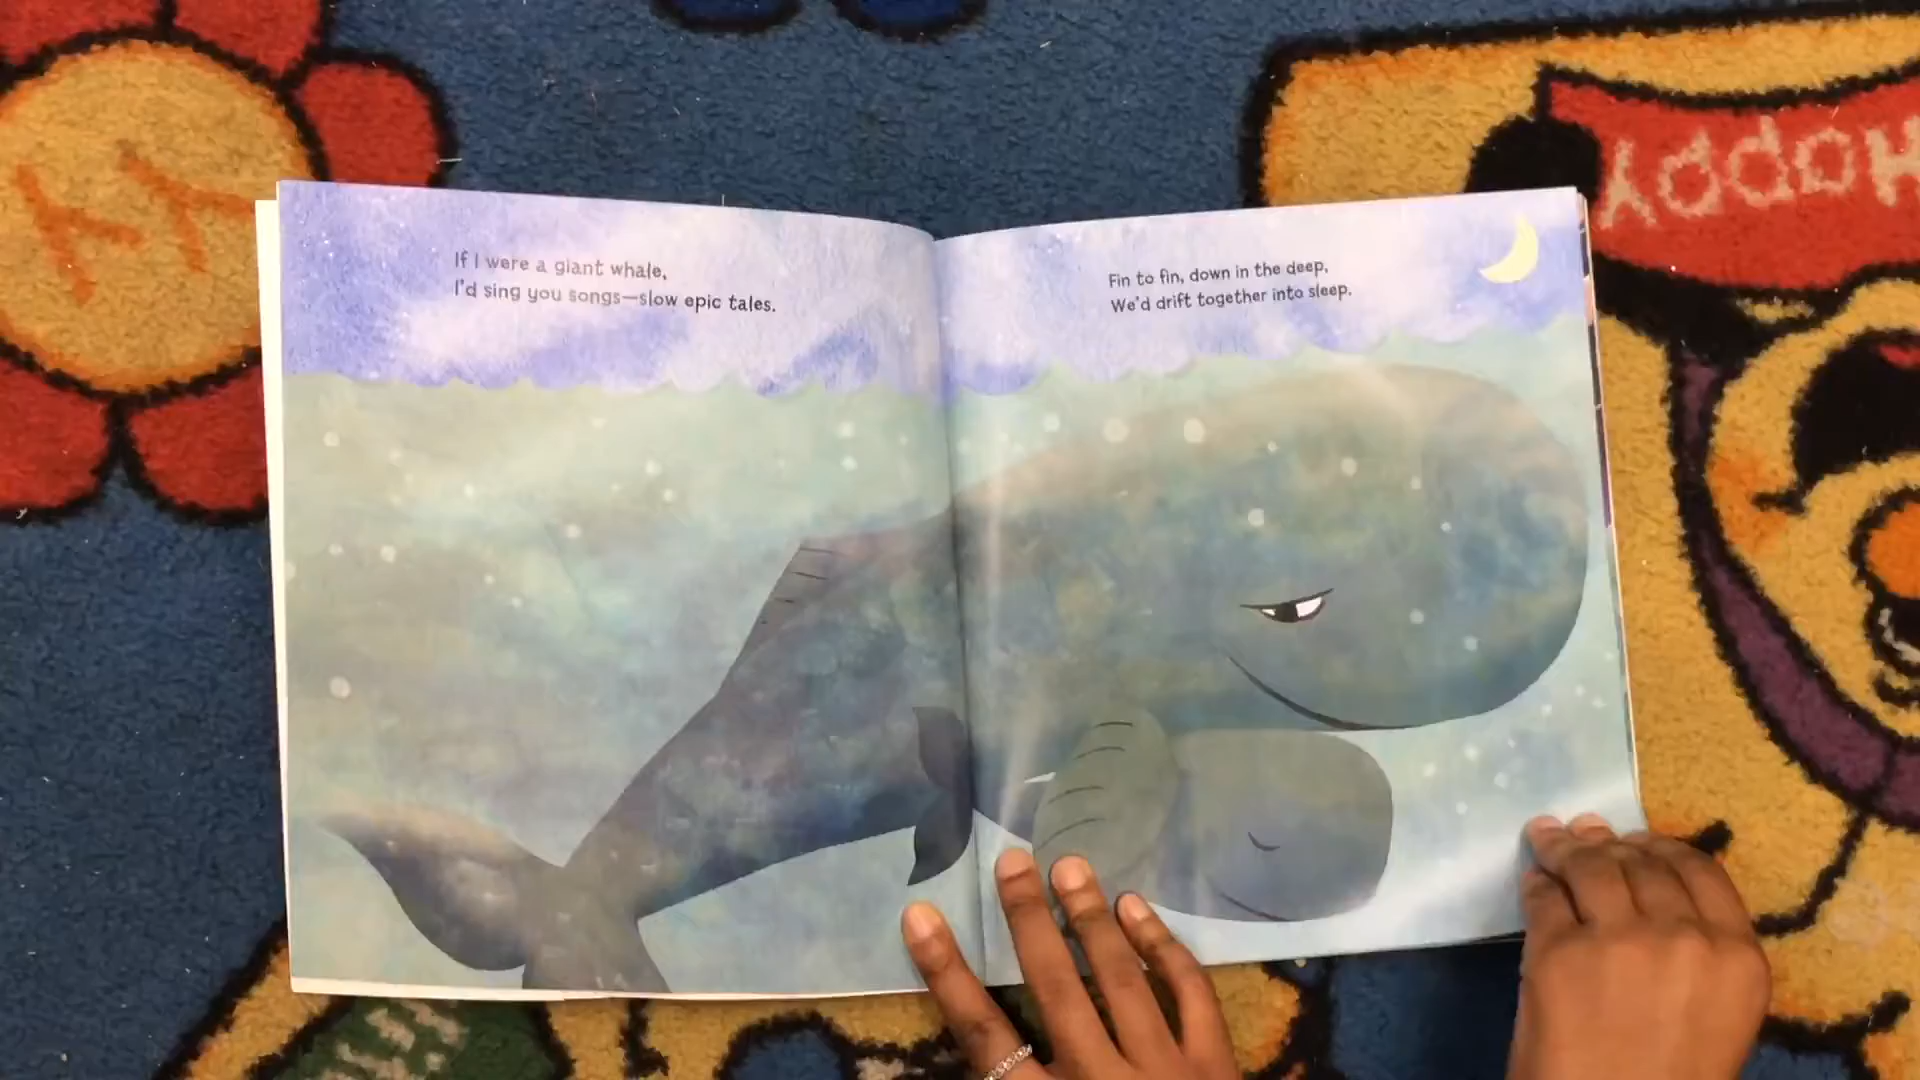 If I were a giant whale,
I'd sing you songs—slow epic tales.
Fin to fin, down in the deep,
We'd drift together into sleep.
Hoppy